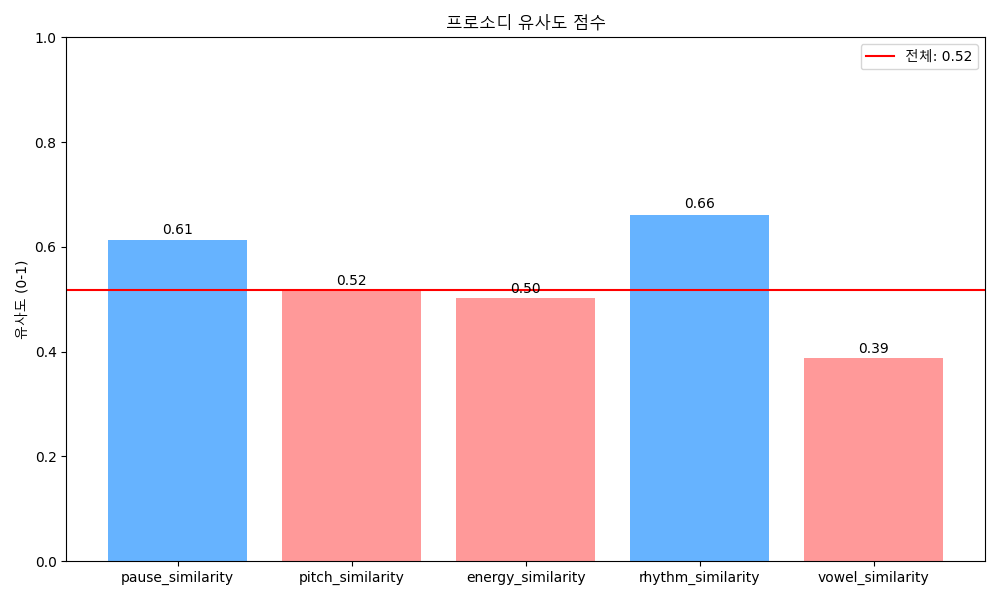 프로소디 유사도 점수
전체: 0.52
유사도 (0-1)
1.0
0.8
0.6
0.4
0.2
0.0
0.61
0.52
0.50
0.66
0.39
pause_similarity
pitch_similarity
energy_similarity
rhythm_similarity
vowel_similarity